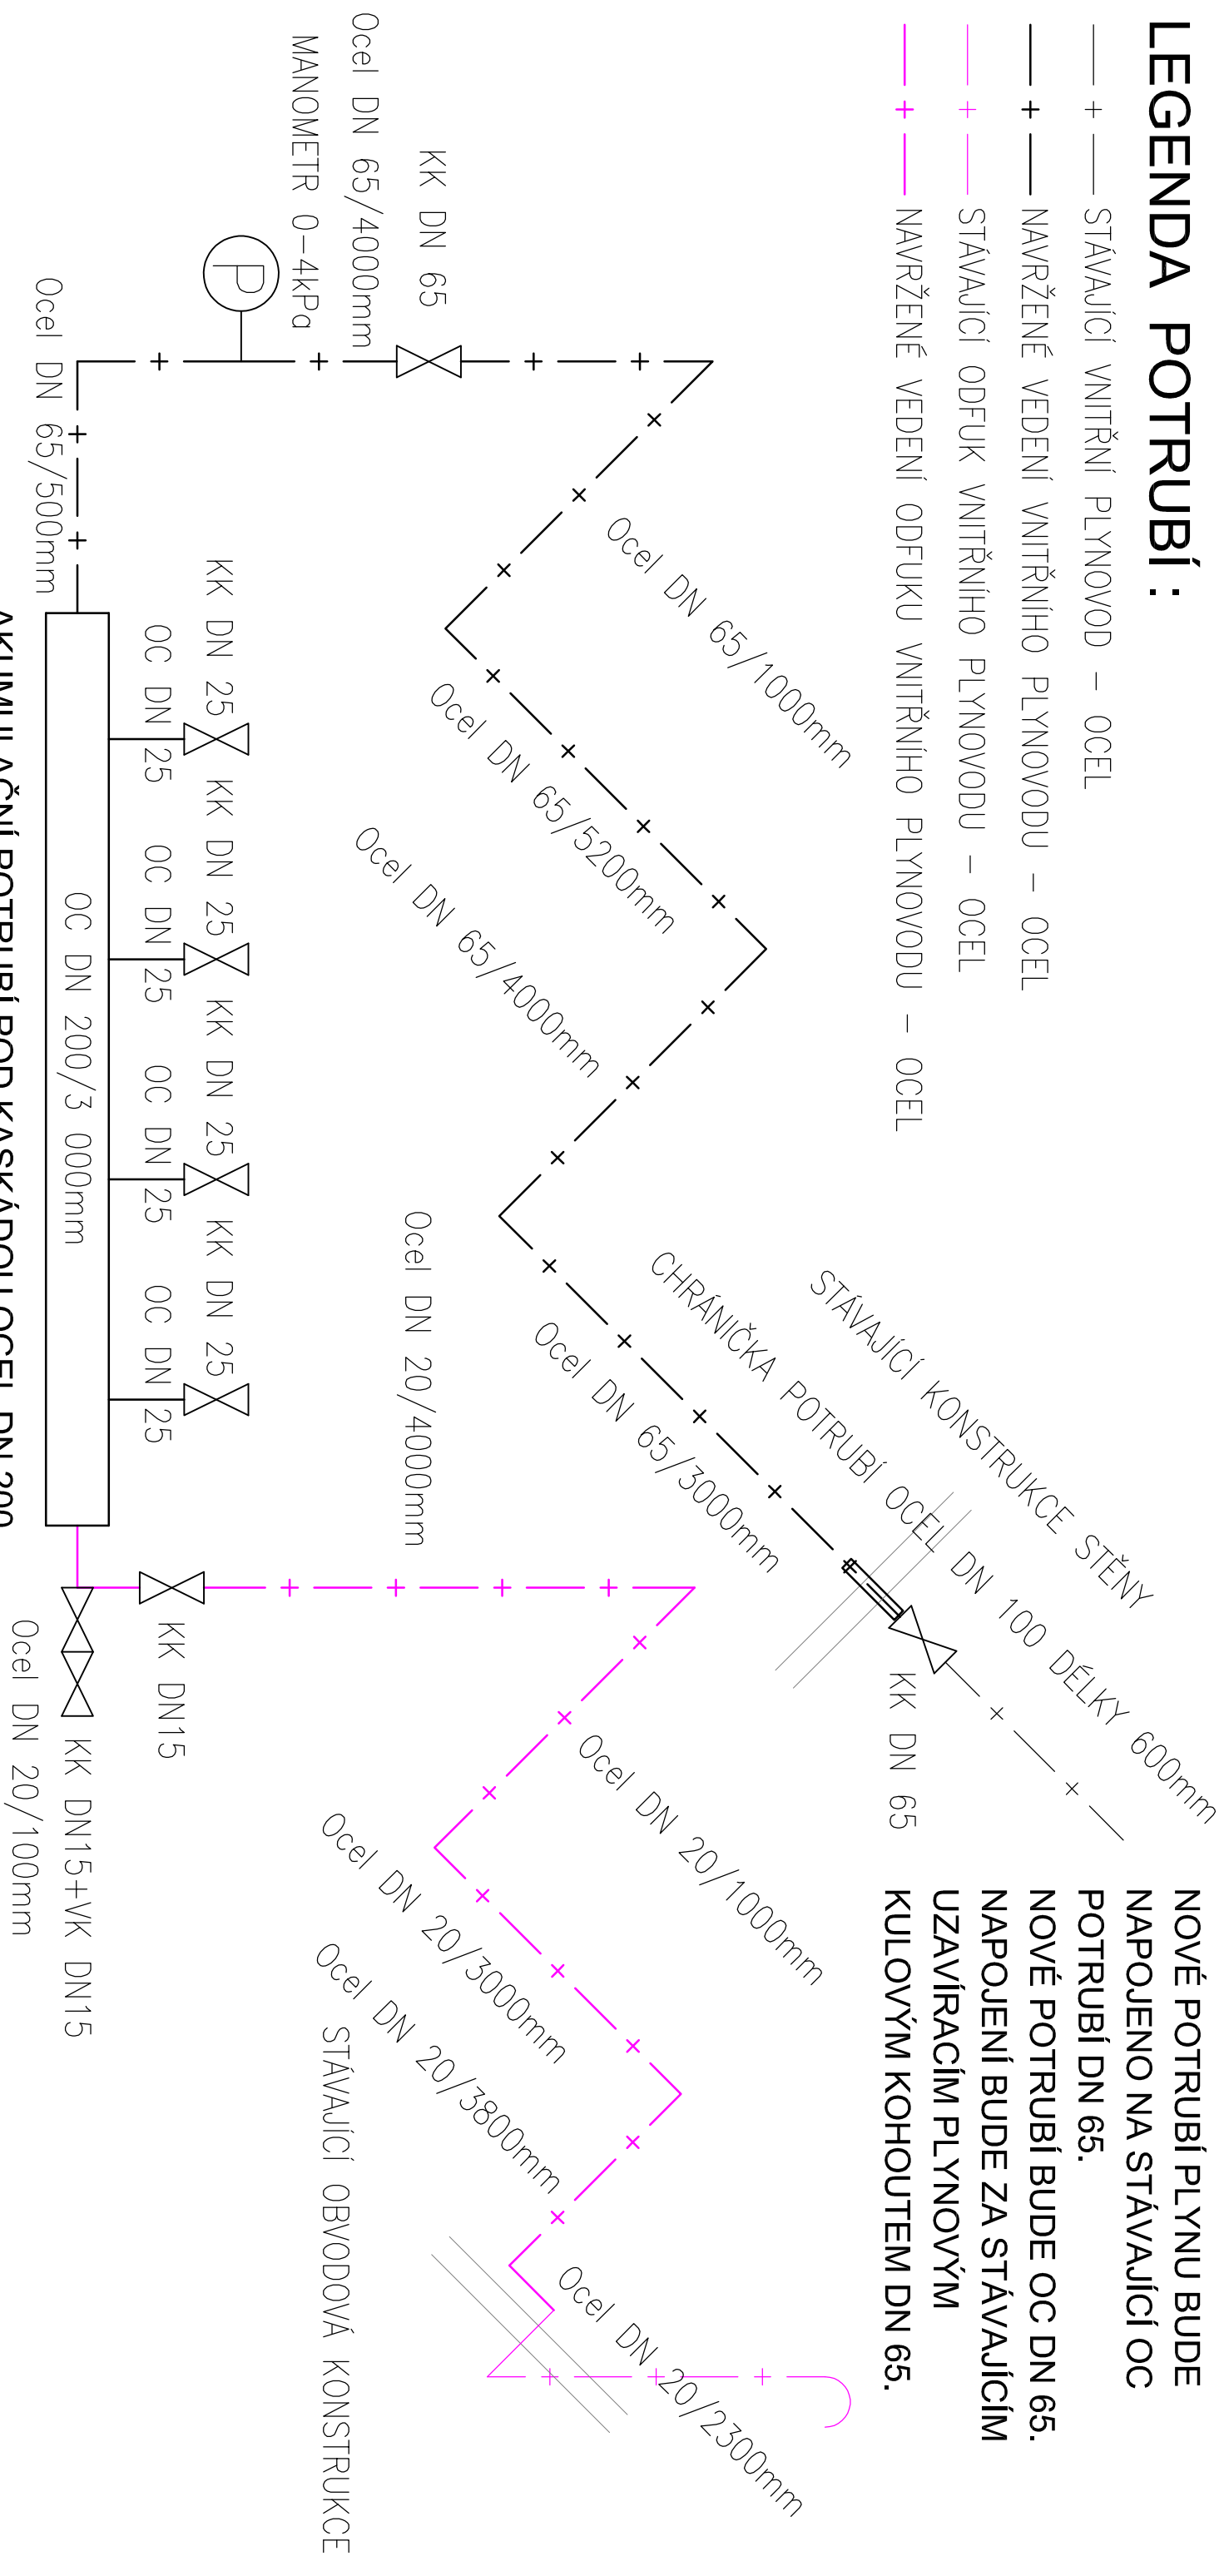 LEGENDA POTRUBÍ :
STÁVAJÍCÍ VNITŘNÍ PLYNOVOD – OCEL
NAVRŽENÉ VEDENÍ VNITŘNÍHO PLYNOVODU – OCEL
STÁVAJÍCÍ ODFUK VNITŘNÍHO PLYNOVODU – OCEL
NAVRŽENÉ VEDENÍ ODFUKU VNITŘNÍHO PLYNOVODU – OCEL
NOVÉ POTRUBÍ PLYNU BUDE
NAPOJENO NA STÁVAJÍCÍ OC
POTRUBÍ DN 65.
NOVÉ POTRUBÍ BUDE OC DN 65.
NAPOJENÍ BUDE ZA STÁVAJÍCÍM
UZAVÍRACÍM PLYNOVÝM
KULOVÝM KOHOUTEM DN 65.
STÁVAJÍCÍ KONSTRUKCE STĚNY
CHRÁNIČKA POTRUBÍ OCEL DN 100 DÉLKY 600mm
KK DN 65
Ocel DN 65/1000mm
Ocel DN 65/5200mm
Ocel DN 65/4000mm
Ocel DN 65/3000mm
KK DN 65
Ocel DN 65/4000mm
MANOMETR 0–4kPa
P
Ocel DN 65/500mm
Ocel DN 20/4000mm
Ocel DN 20/1000mm
Ocel DN 20/3000mm
Ocel DN 20/3800mm
Ocel DN 20/2300mm
STÁVAJÍCÍ OBVODOVÁ KONSTRUKCE
KK DN 25
KK DN 25
KK DN 25
KK DN 25
OC DN 25
OC DN 25
OC DN 25
OC DN 25
KK DN15
OC DN 200/3 000mm
KK DN15+VK DN15
Ocel DN 20/100mm
AKUMULAČNÍ POTRUBÍ POD KASKÁDOU OCEL DN 200